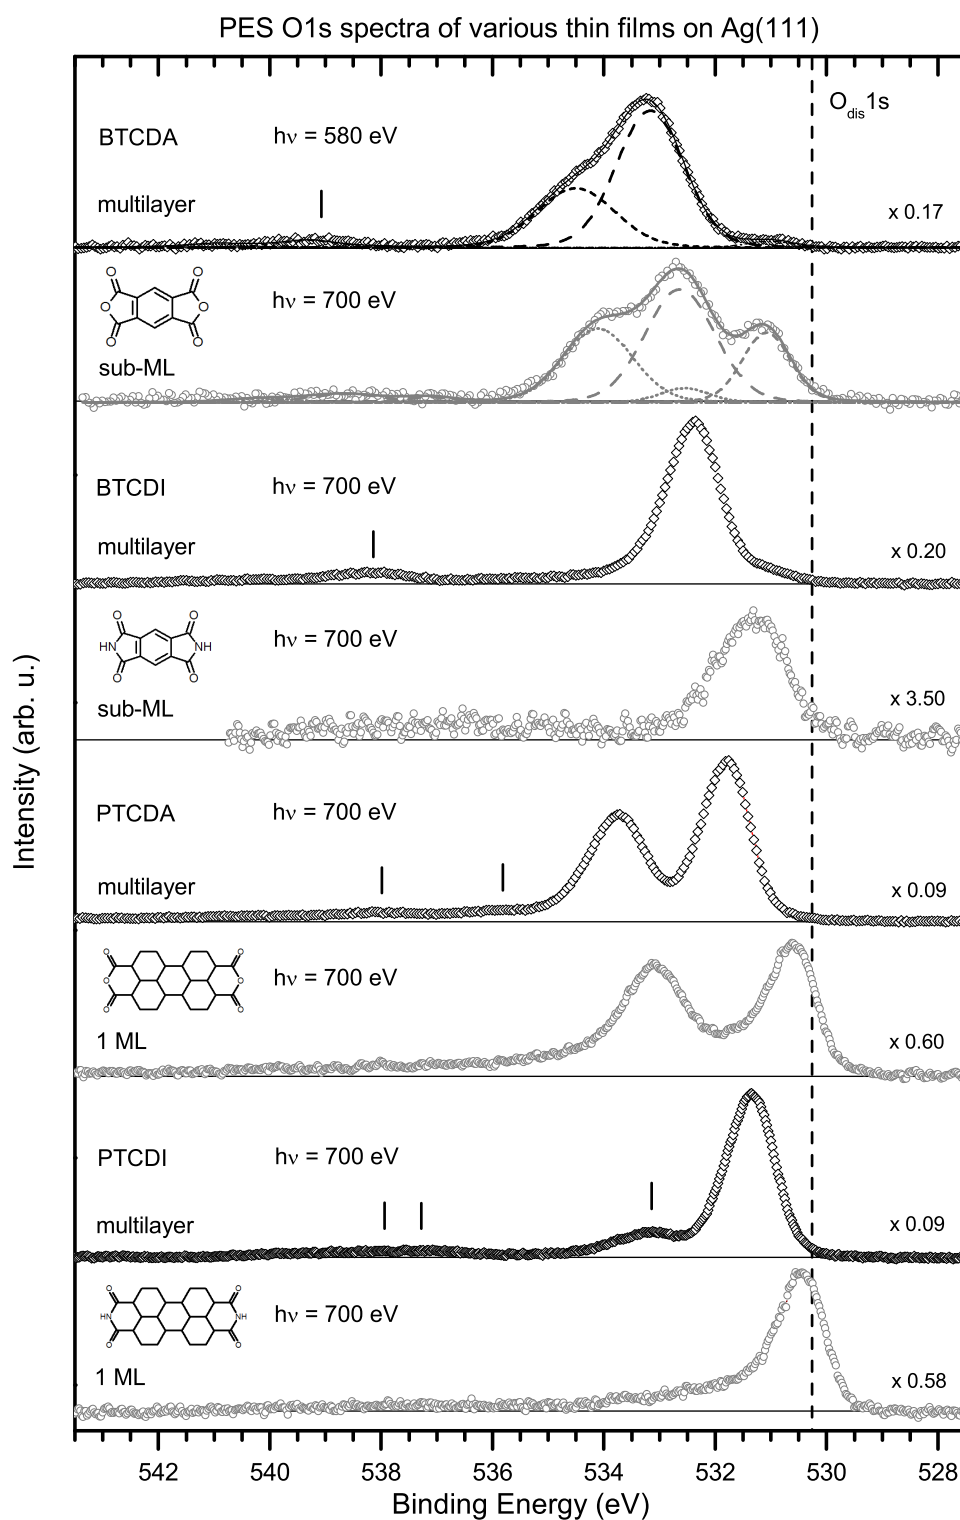 PES O1s spectra of various thin films on Ag(111)
O_dis 1s
BTCDA
hν = 580 eV
multilayer
x 0.17
O O
O O
O O
hν = 700 eV
sub-ML
BTCDI
hν = 700 eV
multilayer
x 0.20
O O
HN NH
O O
hν = 700 eV
sub-ML
x 3.50
PTCDA
hν = 700 eV
multilayer
x 0.09
O O
O O
O O
hν = 700 eV
1 ML
x 0.60
PTCDI
hν = 700 eV
multilayer
x 0.09
O O
HN NH
O O
hν = 700 eV
1 ML
x 0.58
542 540 538 536 534 532 530 528
Binding Energy (eV)
Intensity (arb. u.)